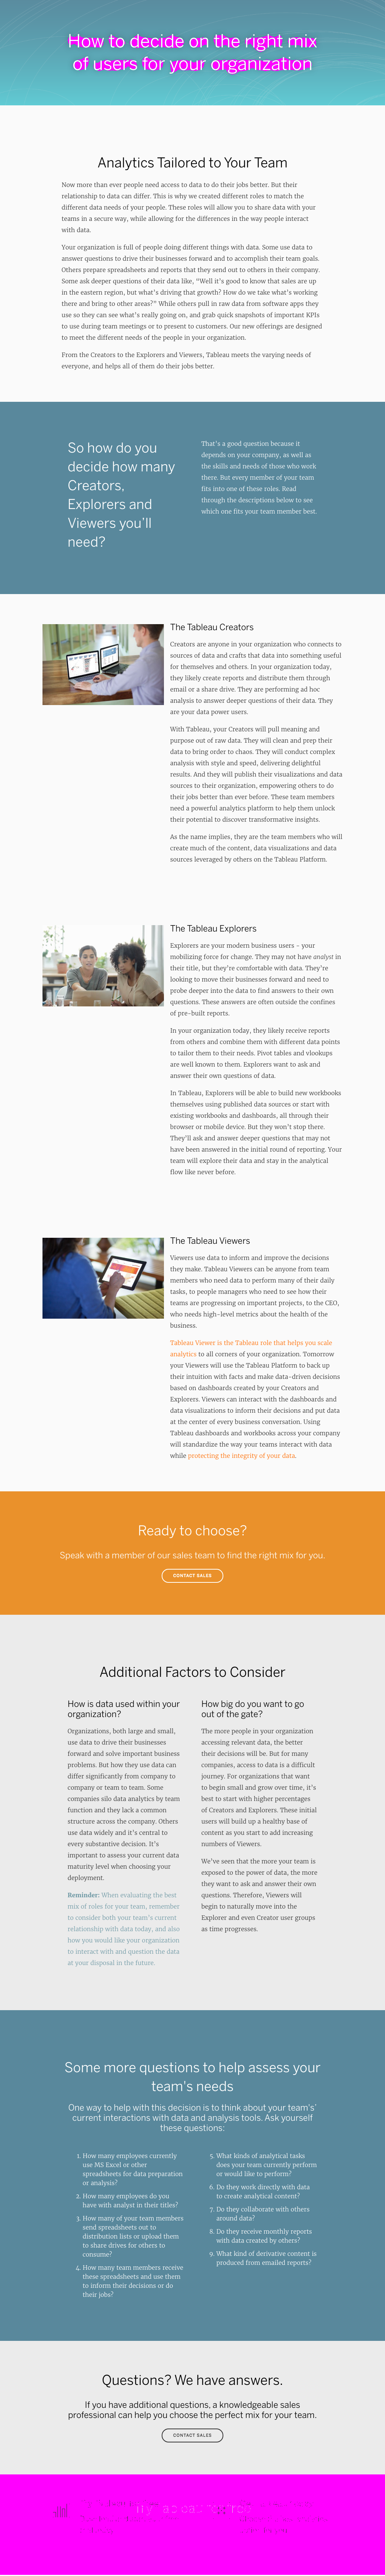 How to decide on the right mix
of users for your organization
Analytics Tailored to Your Team
Now more than ever people need access to data to do their jobs better. But their
relationship to data can differ. This is why we created different roles to match the
different data needs of your people. These roles will allow you to share data with your
teams in a secure way, while allowing for the differences in the way people interact
with data.
Your organization is full of people doing different things with data. Some use data to
answer questions to drive their businesses forward and to accomplish their team goals.
Others prepare spreadsheets and reports that they send out to others in their company.
Some ask deeper questions of their data like, "Well it's good to know that sales are up
in the eastern region, but what's driving that growth? How do we take what's working
there and bring to other areas?" While others pull in raw data from software apps they
use so they can see what's really going on, and grab quick snapshots of important KPIs
to use during team meetings or to present to customers. Our new offerings are designed
to meet the different needs of the people in your organization.
From the Creators to the Explorers and Viewers, Tableau meets the varying needs of
everyone, and helps all of them do their jobs better.
So how do you
decide how many
Creators,
Explorers and
Viewers you'll
need?
That's a good question because it
depends on your company, as well as
the skills and needs of those who work
there. But every member of your team
fits into one of these roles. Read
through the descriptions below to see
which one fits your team member best.
The Tableau Creators
Creators are anyone in your organization who connects to
sources of data and crafts that data into something useful
for themselves and others. In your organization today,
they likely create reports and distribute them through
email or a share drive. They are performing ad hoc
analysis to answer deeper questions of their data. They
are your data power users.
With Tableau, your Creators will pull meaning and
purpose out of raw data. They will clean and prep their
data to bring order to chaos. They will conduct complex
analysis with style and speed, delivering delightful
results. And they will publish their visualizations and data
sources to their organization, empowering others to do
their jobs better than ever before. These team members
need a powerful analytics platform to help them unlock
their potential to discover transformative insights.
As the name implies, they are the team members who will
create much of the content, data visualizations and data
sources leveraged by others on the Tableau Platform.
The Tableau Explorers
Explorers are your modern business users - your
mobilizing force for change. They may not have analyst in
their title, but they're comfortable with data. They're
looking to move their businesses forward and need to
probe deeper into the data to find answers to their own
questions. These answers are often outside the confines
of pre-built reports.
In your organization today, they likely receive reports
from others and combine them with different data points
to tailor them to their needs. Pivot tables and vlookups
are well known to them. Explorers want to ask and
answer their own questions of data.
In Tableau, Explorers will be able to build new workbooks
themselves using published data sources or start with
existing workbooks and dashboards, all through their
browser or mobile device. But they won't stop there.
They'll ask and answer deeper questions that may not
have been answered in the initial round of reporting. Your
team will explore their data and stay in the analytical
flow like never before.
The Tableau Viewers
Viewers use data to inform and improve the decisions
they make. Tableau Viewers can be anyone from team
members who need data to perform many of their daily
tasks, to people managers who need to see how their
teams are progressing on important projects, to the CEO,
who needs high-level metrics about the health of the
business.
Tableau Viewer is the Tableau role that helps you scale
analytics to all corners of your organization. Tomorrow
your Viewers will use the Tableau Platform to back up
their intuition with facts and make data-driven decisions
based on dashboards created by your Creators and
Explorers. Viewers can interact with the dashboards and
data visualizations to inform their decisions and put data
at the center of every business conversation. Using
Tableau dashboards and workbooks across your company
will standardize the way your teams interact with data
while protecting the integrity of your data.
Ready to choose?
Speak with a member of our sales team to find the right mix for you.
CONTACT SALES
Additional Factors to Consider
How is data used within your
organization?
Organizations, both large and small,
use data to drive their businesses
forward and solve important business
problems. But how they use data can
differ significantly from company to
company or team to team. Some
companies silo data analytics by team
function and they lack a common
structure across the company. Others
use data widely and it's central to
every substantive decision. It's
important to assess your current data
maturity level when choosing your
deployment.
Reminder: When evaluating the best
mix of roles for your team, remember
to consider both your team's current
relationship with data today, and also
how you would like your organization
to interact with and question the data
at your disposal in the future.
How big do you want to go
out of the gate?
The more people in your organization
accessing relevant data, the better
their decisions will be. But for many
companies, access to data is a difficult
journey. For organizations that want
to begin small and grow over time, it's
best to start with higher percentages
of Creators and Explorers. These initial
users will build up a healthy base of
content as you start to add increasing
numbers of Viewers.
We've seen that the more your team is
exposed to the power of data, the more
they want to ask and answer their own
questions. Therefore, Viewers will
begin to naturally move into the
Explorer and even Creator user groups
as time progresses.
Some more questions to help assess your
team's needs
One way to help with this decision is to think about your team's'
current interactions with data and analysis tools. Ask yourself
these questions:
1. How many employees currently
use MS Excel or other
spreadsheets for data preparation
or analysis?
2. How many employees do you
have with analyst in their titles?
3. How many of your team members
send spreadsheets out to
distribution lists or upload them
to share drives for others to
consume?
4. How many team members receive
these spreadsheets and use them
to inform their decisions or do
their jobs?
5. What kinds of analytical tasks
does your team currently perform
or would like to perform?
6. Do they work directly with data
to create analytical content?
7. Do they collaborate with others
around data?
8. Do they receive monthly reports
with data created by others?
9. What kind of derivative content is
produced from emailed reports?
Questions? We have answers.
If you have additional questions, a knowledgeable sales
professional can help you choose the perfect mix for your team.
CONTACT SALES